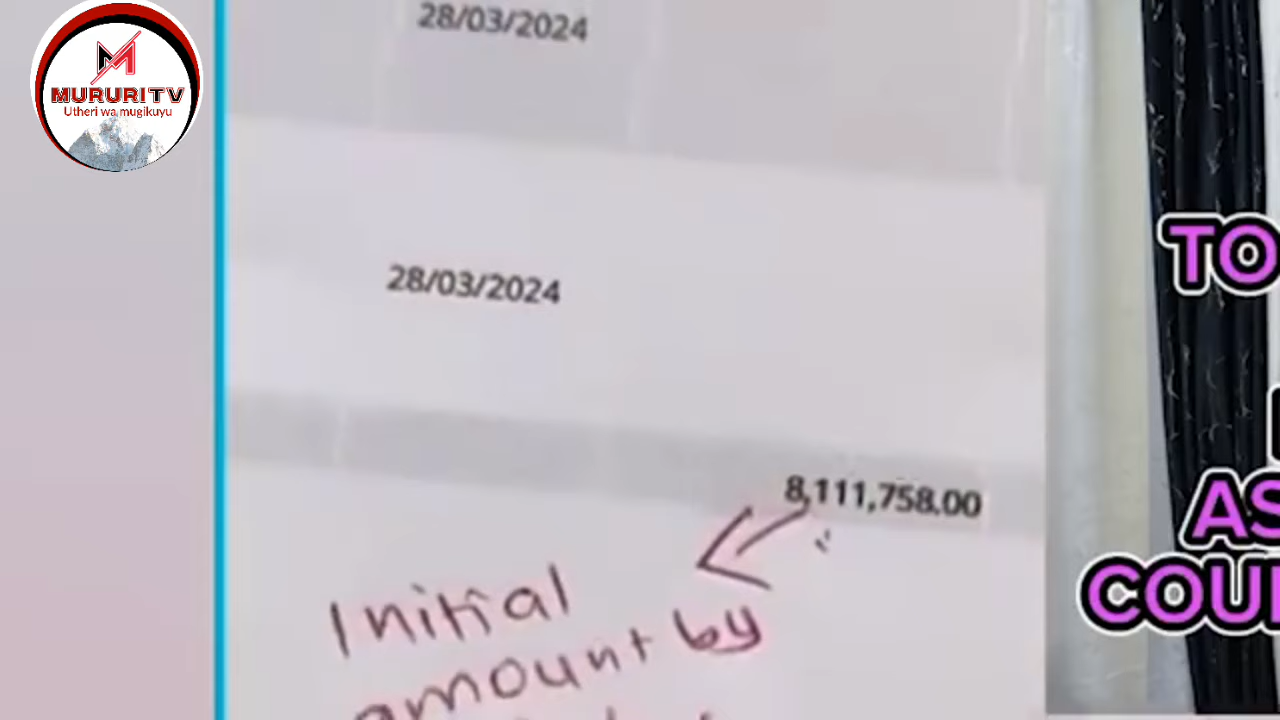 28/03/2024
MURURI TV
Utheri wa mugikuyu
28/03/2024
8,111,758.00
Initial
amount by
TO
AS
COU